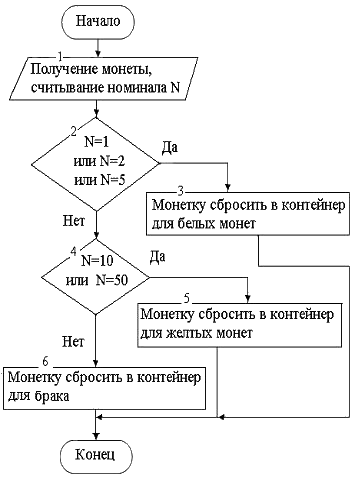 Начало
1
Получение монеты,
считывание номинала N
2
N=1
или N=2
или N=5
Да
3
Монетку сбросить в контейнер
для белых монет
Нет
4
N=10
или N=50
Да
5
Монетку сбросить в контейнер
для желтых монет
Нет
6
Монетку сбросить в контейнер
для брака
Конец